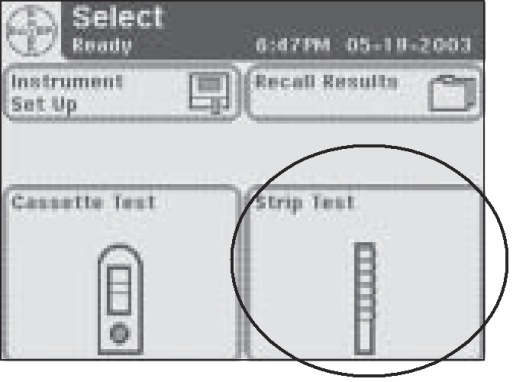 Select
Ready
6:47PM 05-19-2003
Instrument
Set Up
Recall Results
Cassette Test
Strip Test